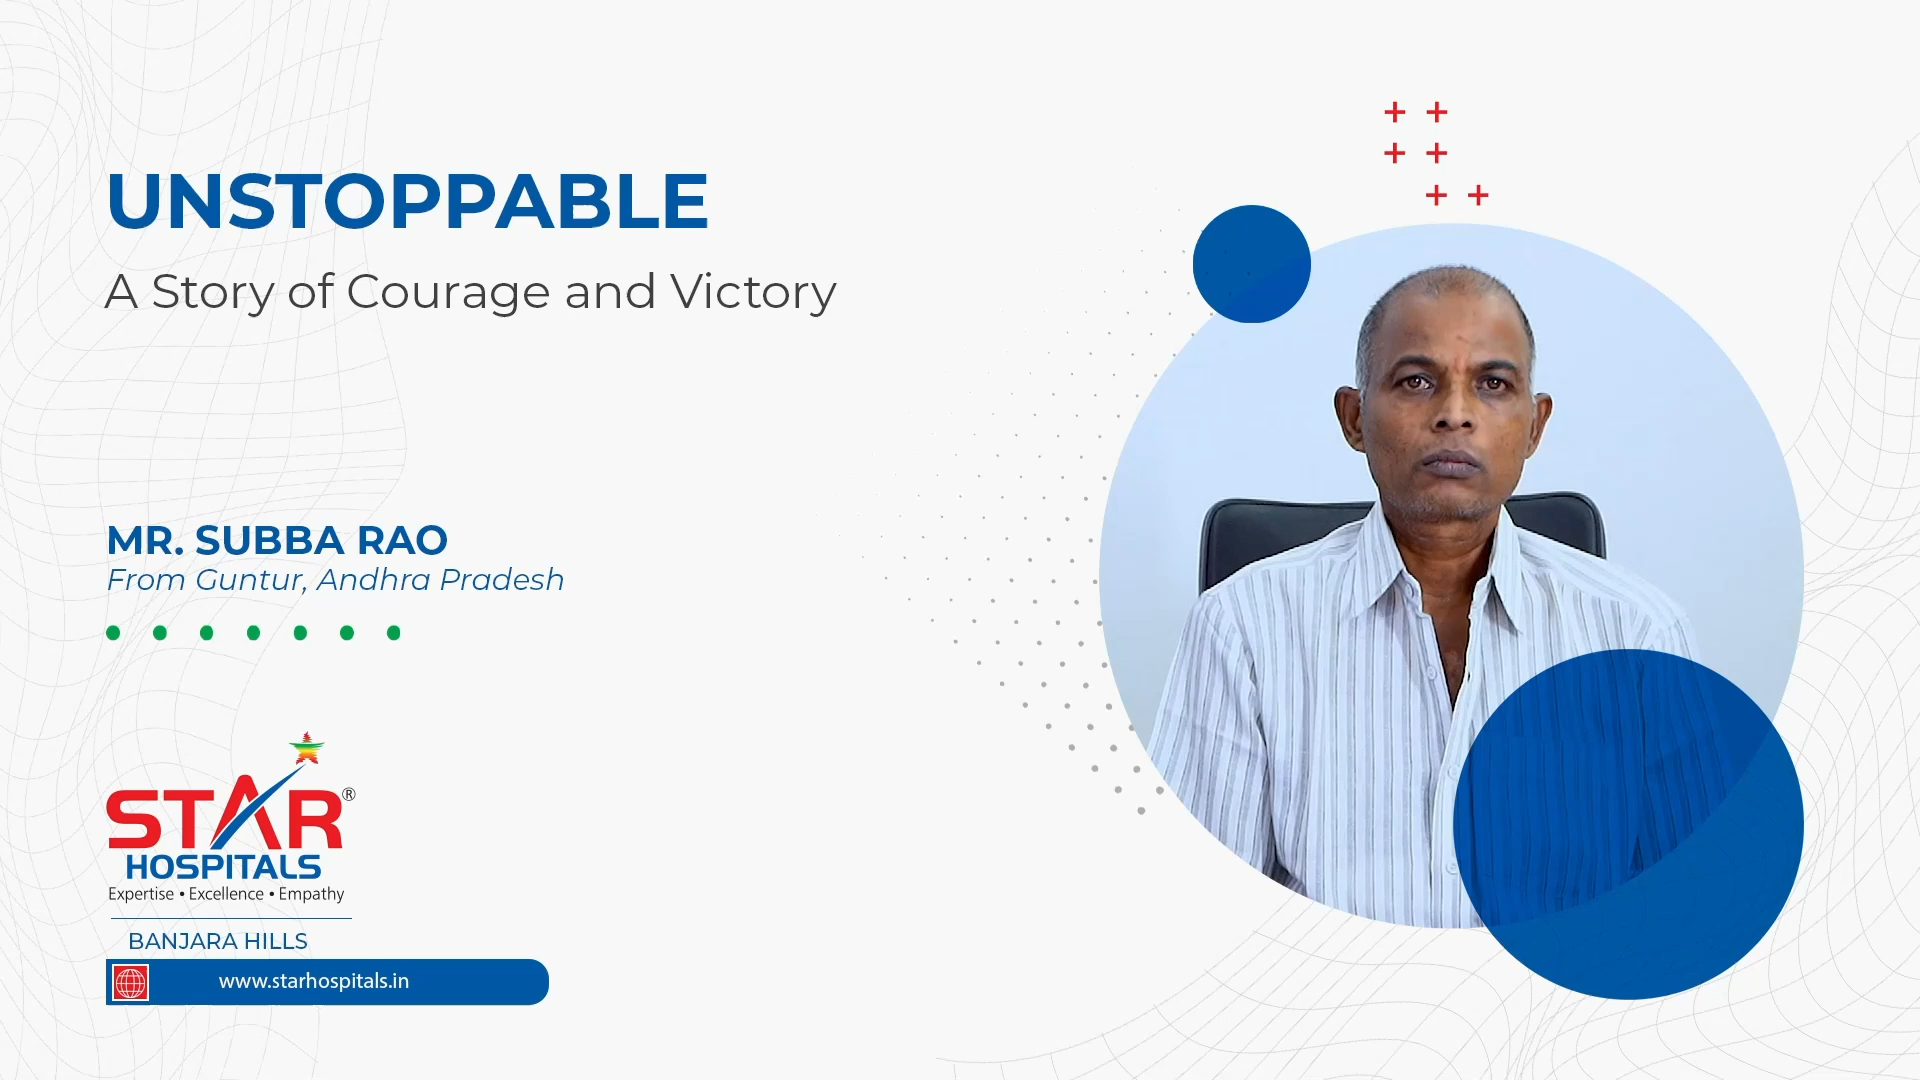 UNSTOPPABLE
A Story of Courage and Victory
MR. SUBBA RAO
From Guntur, Andhra Pradesh
STAR®
HOSPITALS
Expertise • Excellence • Empathy
BANJARA HILLS
www.starhospitals.in